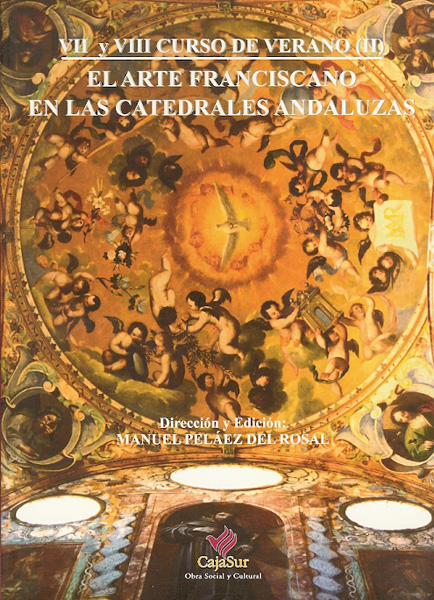 VII y VIII CURSO DE VERANO (II)
EL ARTE FRANCISCANO
EN LAS CATEDRALES ANDALUZAS
Dirección y Edición:
MANUEL PELÁEZ DEL ROSAL
CajaSur
Obra Social y Cultural